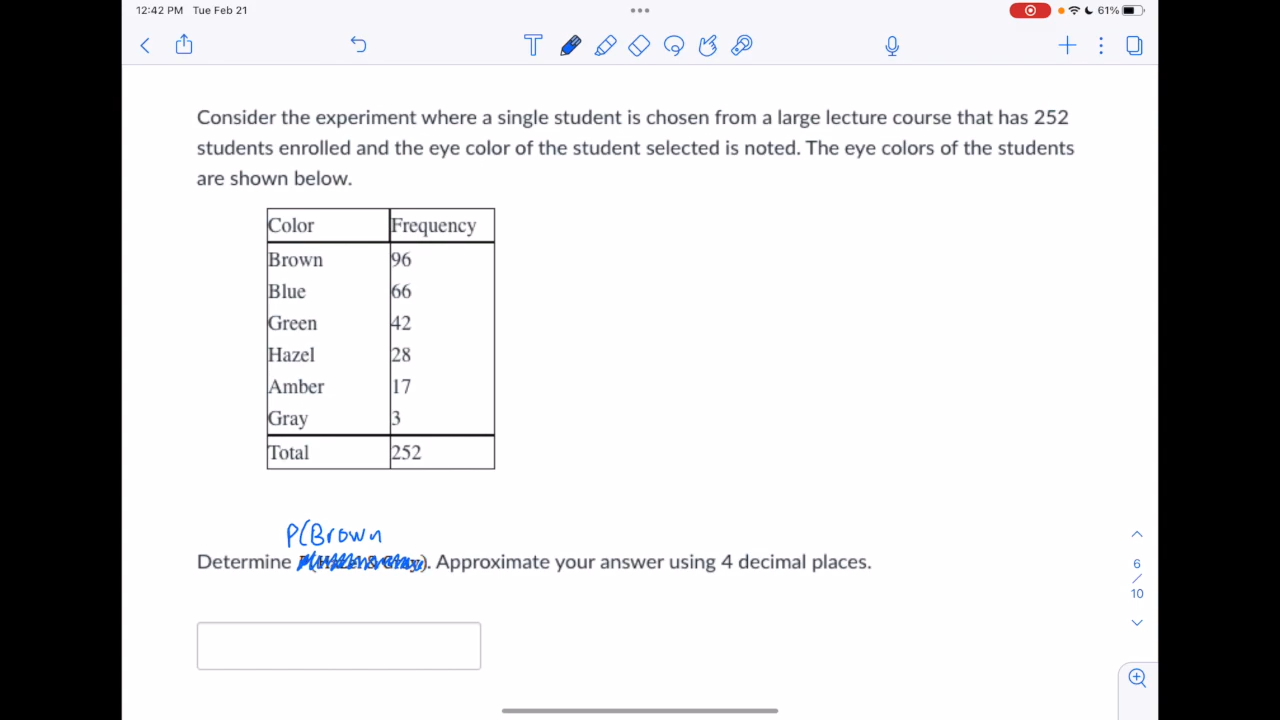 12:42 PM Tue Feb 21
61%
Consider the experiment where a single student is chosen from a large lecture course that has 252
students enrolled and the eye color of the student selected is noted. The eye colors of the students
are shown below.
Color Frequency
Brown 96
Blue 66
Green 42
Hazel 28
Amber 17
Gray 3
Total 252
P(Brown
Determine ). Approximate your answer using 4 decimal places.
6
/
10